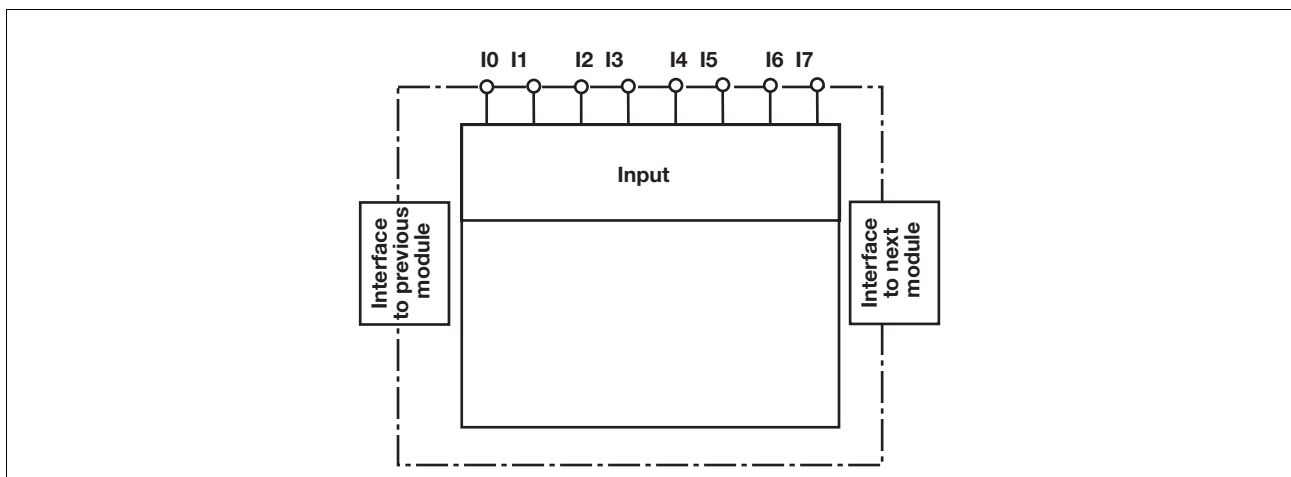 I0 I1 I2 I3 I4 I5 I6 I7
Input
Interface
to previous
module
Interface
to next
module